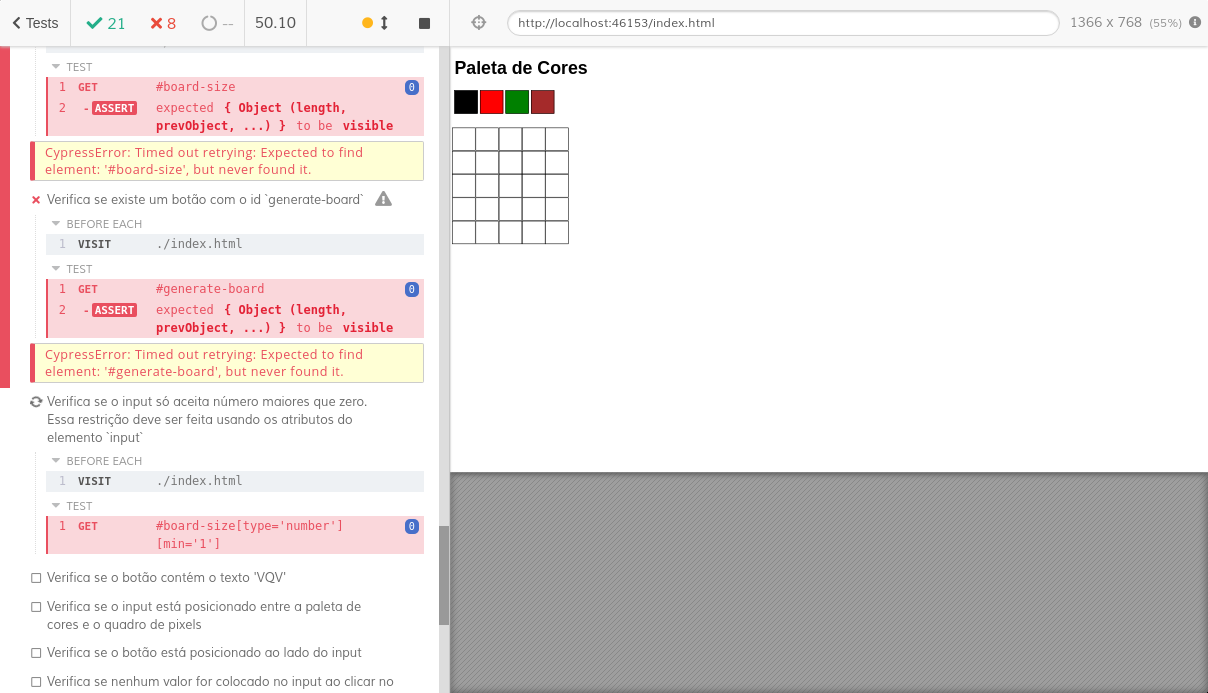 Tests
21
8
--
50.10
http://localhost:46153/index.html
1366 x 768 (55%)
TEST
1 GET #board-size 0
2 - ASSERT expected { Object (length,
prevObject, ...) } to be visible
CypressError: Timed out retrying: Expected to find
element: '#board-size', but never found it.
Verifica se existe um botão com o id `generate-board`
BEFORE EACH
1 VISIT ./index.html
TEST
1 GET #generate-board 0
2 - ASSERT expected { Object (length,
prevObject, ...) } to be visible
CypressError: Timed out retrying: Expected to find
element: '#generate-board', but never found it.
Verifica se o input só aceita número maiores que zero.
Essa restrição deve ser feita usando os atributos do
elemento `input`
BEFORE EACH
1 VISIT ./index.html
TEST
1 GET #board-size[type='number'] 0
[min='1']
Verifica se o botão contém o texto 'VQV'
Verifica se o input está posicionado entre a paleta de
cores e o quadro de pixels
Verifica se o botão está posicionado ao lado do input
Verifica se nenhum valor for colocado no input ao clicar no
Paleta de Cores